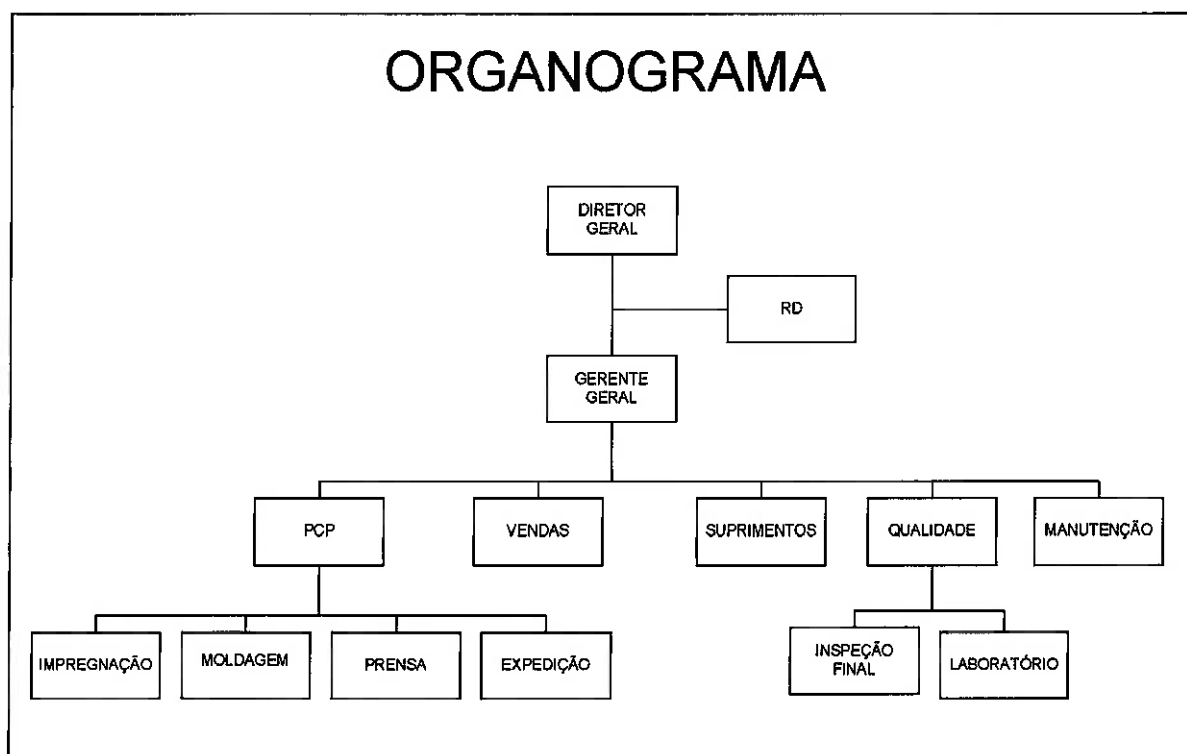 ORGANOGRAMA
DIRETOR
GERAL
RD
GERENTE
GERAL
PCP
VENDAS
SUPRIMENTOS
QUALIDADE
MANUTENÇÃO
IMPREGNAÇÃO
MOLDAGEM
PRENSA
EXPEDIÇÃO
INSPEÇÃO
FINAL
LABORATÓRIO